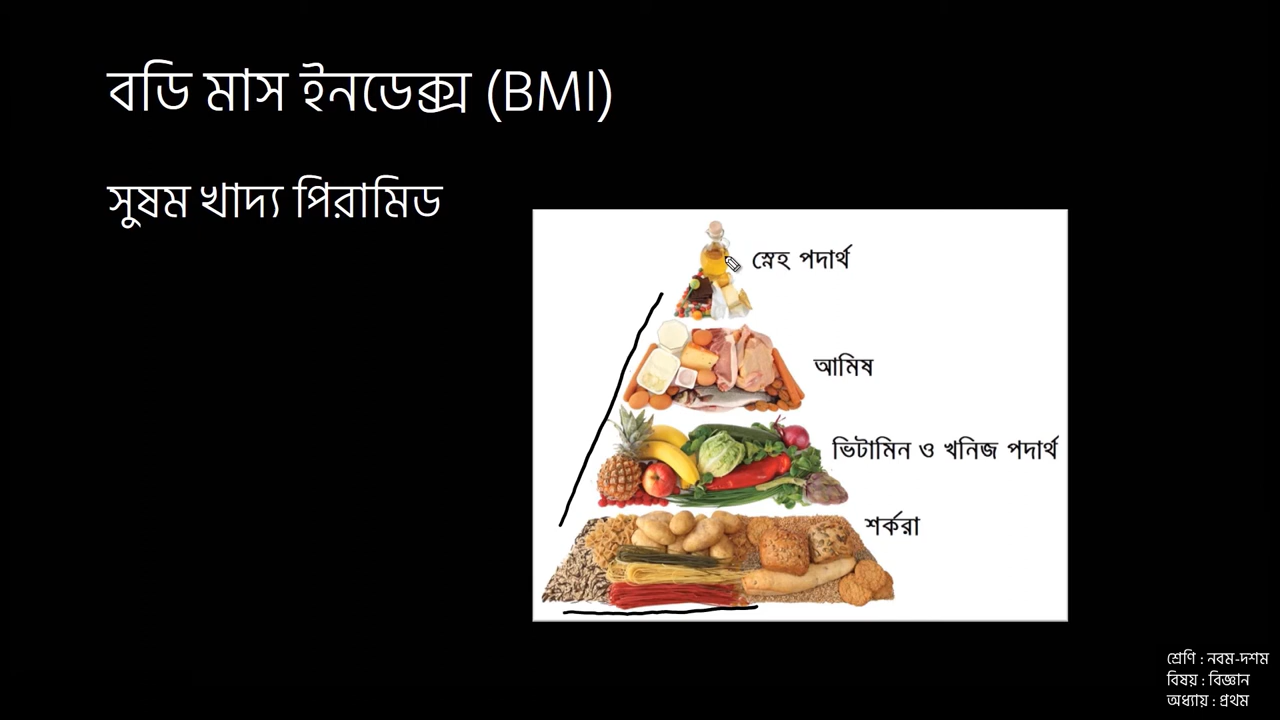 বডি মাস ইনডেক্স (BMI)
সুষম খাদ্য পিরামিড
স্নেহ পদার্থ
আমিষ
ভিটামিন ও খনিজ পদার্থ
শর্করা
শ্রেণি : নবম-দশম
বিষয় : বিজ্ঞান
অধ্যায় : প্রথম